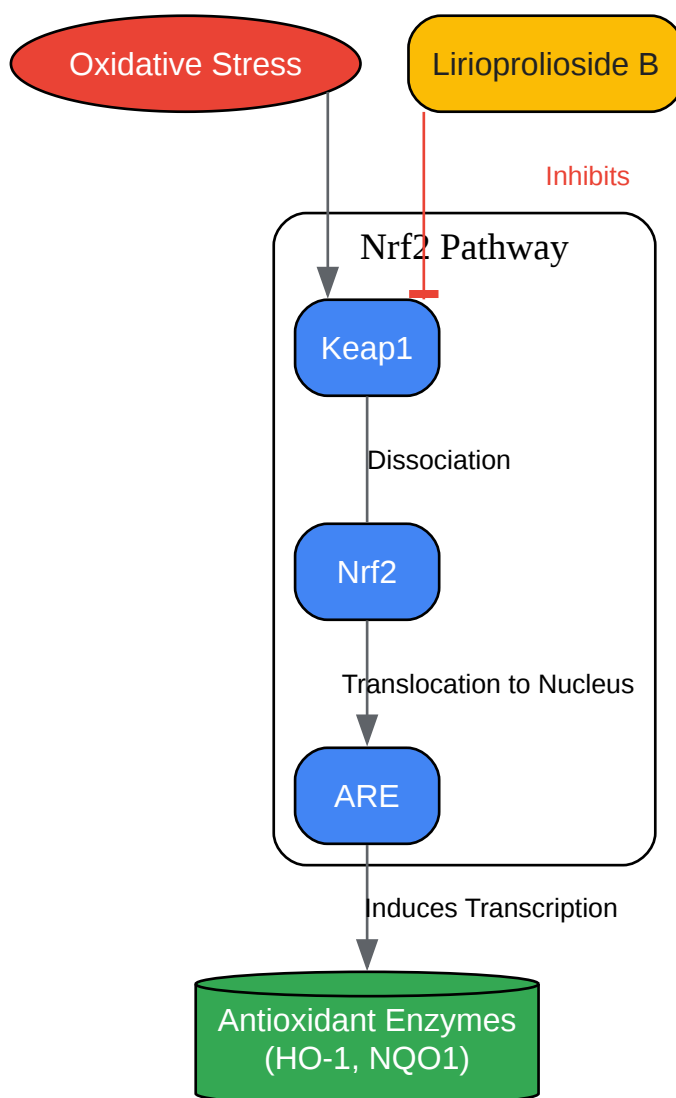 Oxidative Stress
Lirioprolioside B
Inhibits
Nrf2 Pathway
Keap1
Dissociation
Nrf2
Translocation to Nucleus
ARE
Induces Transcription
Antioxidant Enzymes
(HO-1, NQO1)